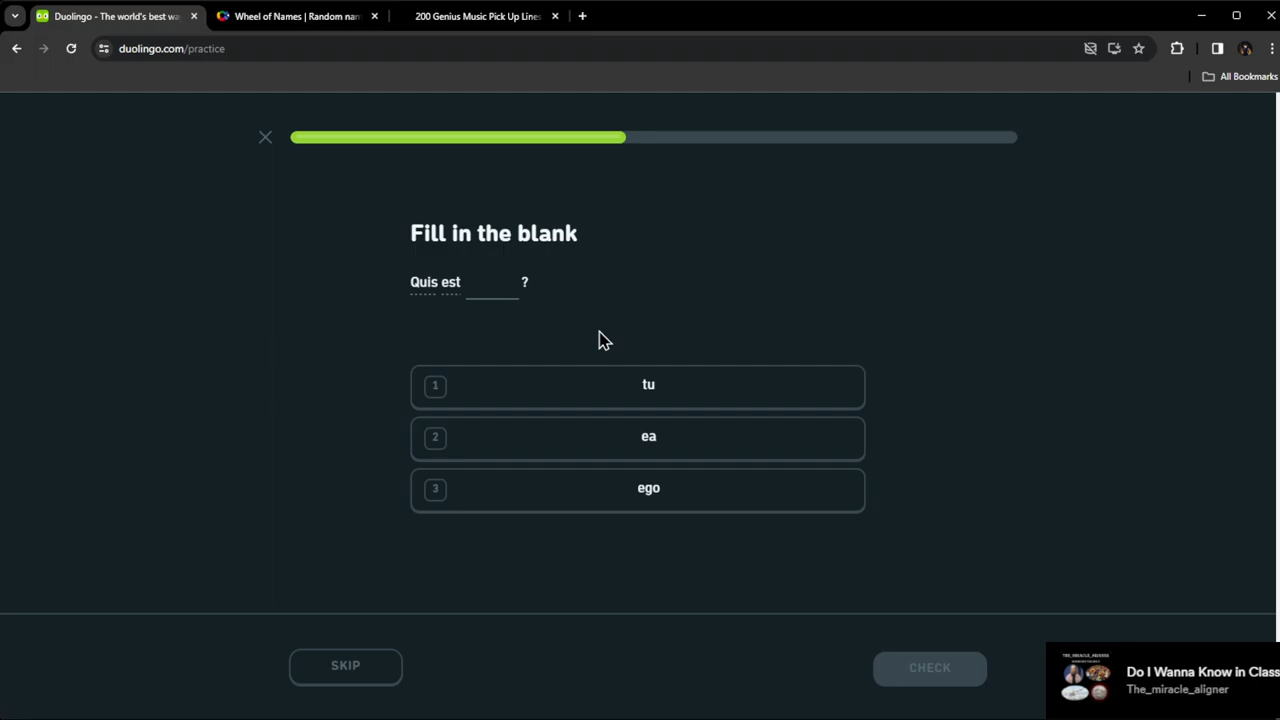 Duolingo - The world's best wa
Wheel of Names | Random nam
200 Genius Music Pick Up Lines
duolingo.com/practice
All Bookmarks
Fill in the blank
Quis est ?
1 tu
2 ea
3 ego
SKIP
CHECK
THE_MIRACLE_ALIGNER
Do I Wanna Know in Class
The_miracle_aligner